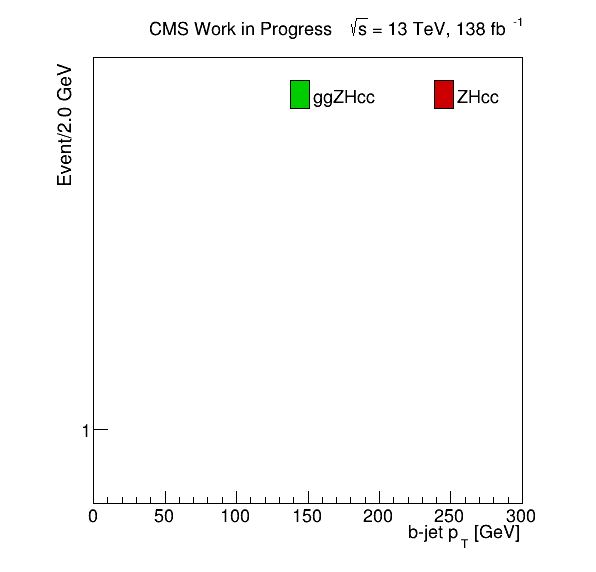 CMS Work in Progress √s = 13 TeV, 138 fb⁻¹
Event/2.0 GeV
ggZHcc ZHcc
1
0 50 100 150 200 250 300
b-jet p_T [GeV]